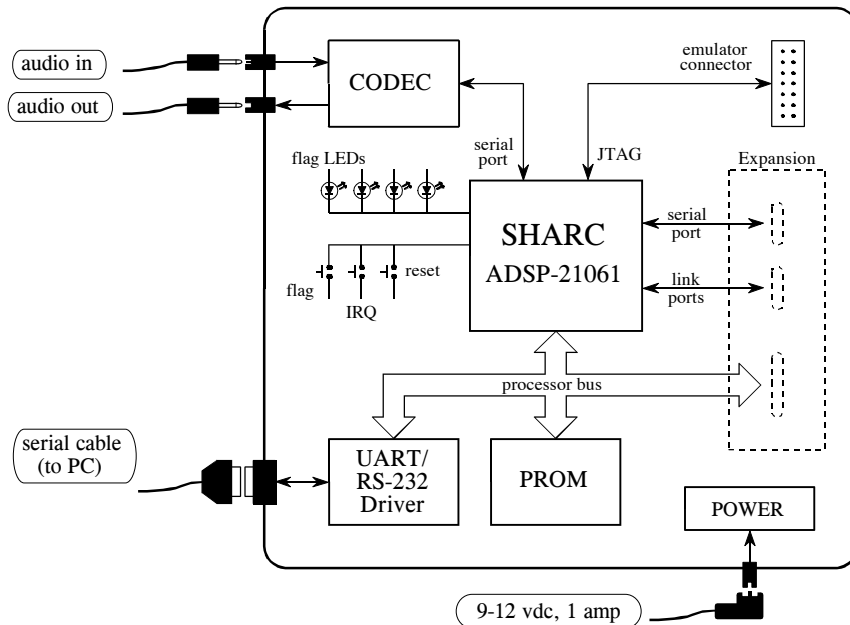 audio in
audio out
CODEC
emulator
connector
serial
port
JTAG
flag LEDs
Expansion
SHARC
ADSP-21061
serial
port
link
ports
reset
flag
IRQ
processor bus
serial cable
(to PC)
UART/
RS-232
Driver
PROM
POWER
9-12 vdc, 1 amp